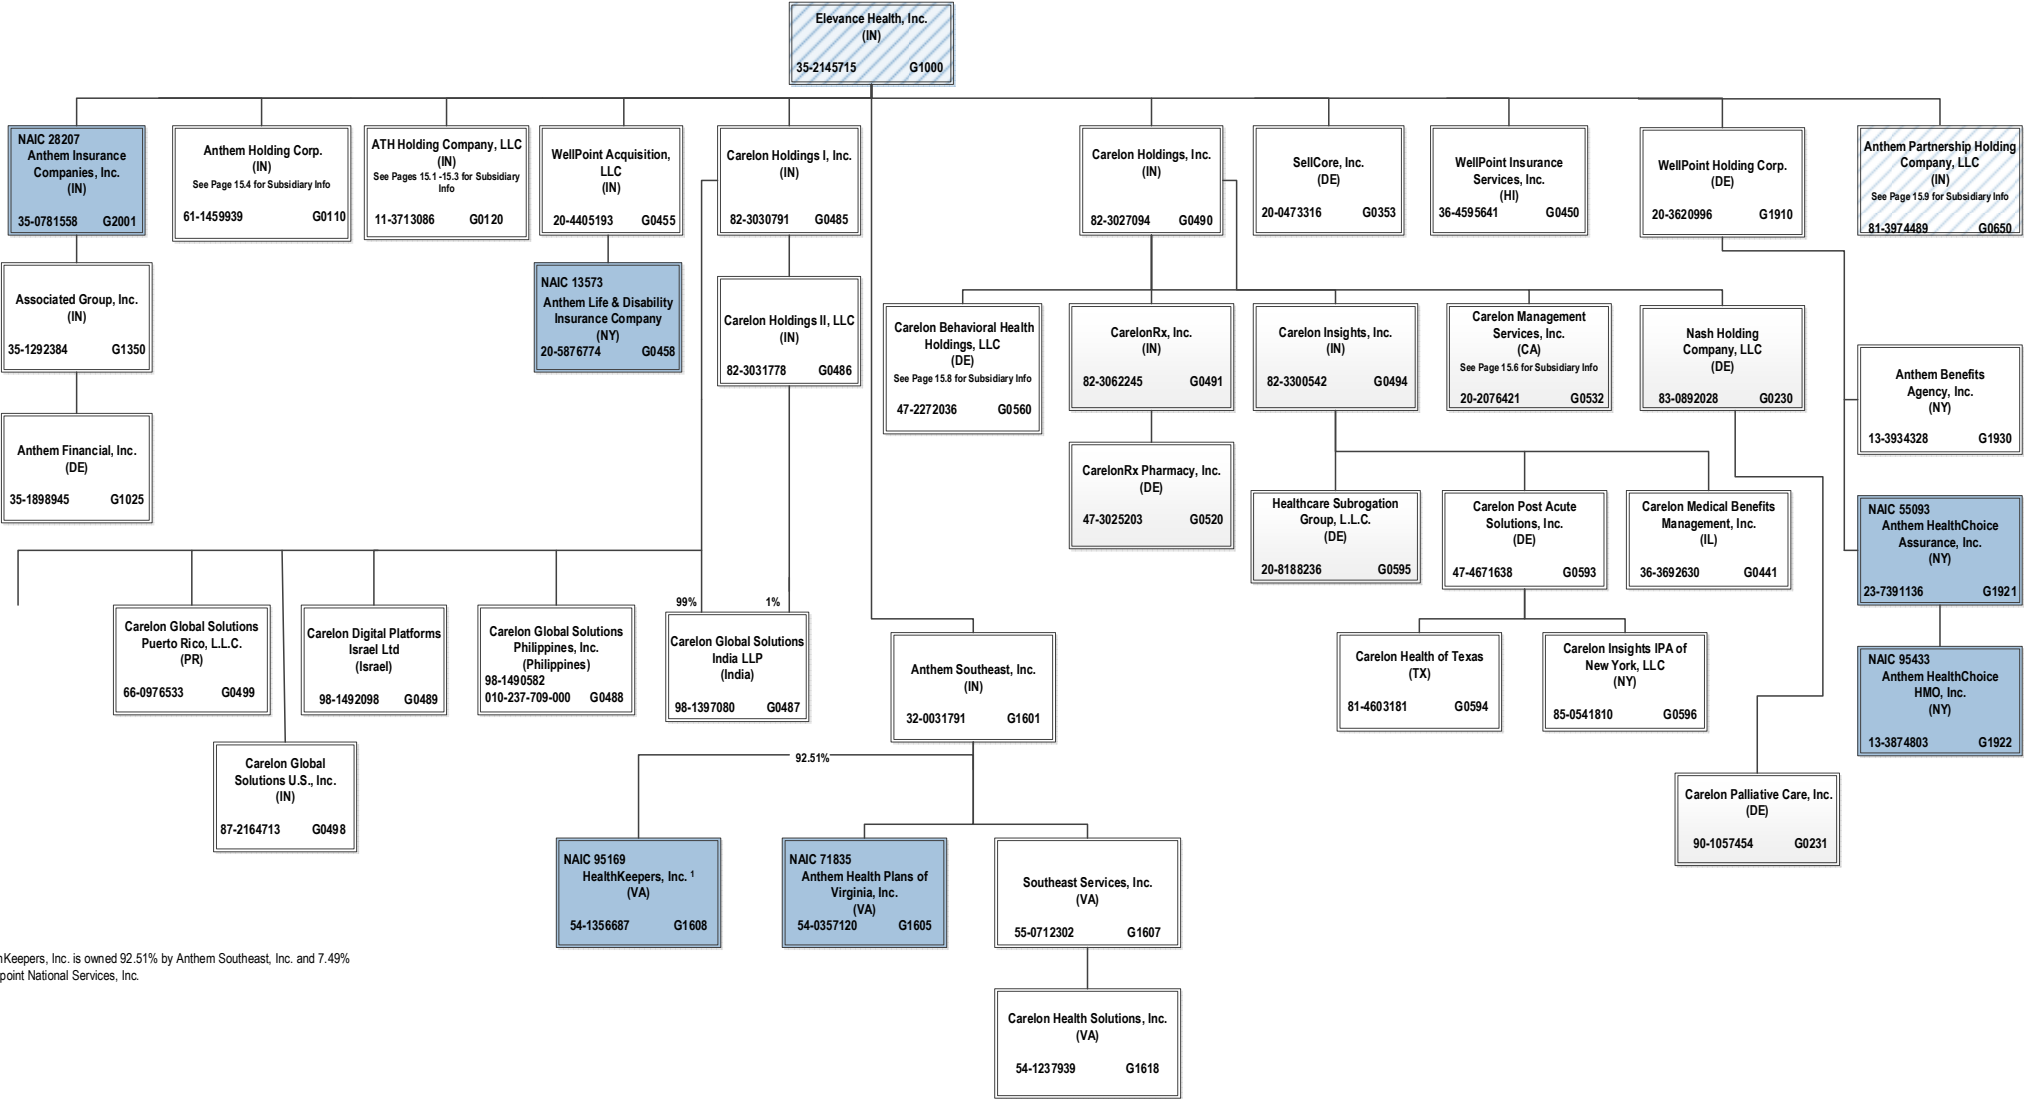 Elevance Health, Inc.
(IN)
35-2145715 G1000
NAIC 28207
Anthem Insurance
Companies, Inc.
(IN)
35-0781558 G2001
Anthem Holding Corp.
(IN)
See Page 15.4 for Subsidiary Info
61-1459939 G0110
ATH Holding Company, LLC
(IN)
See Pages 15.1 -15.3 for Subsidiary
Info
11-3713086 G0120
WellPoint Acquisition,
LLC
(IN)
20-4405193 G0455
Carelon Holdings I, Inc.
(IN)
82-3030791 G0485
Carelon Holdings, Inc.
(IN)
82-3027094 G0490
SellCore, Inc.
(DE)
20-0473316 G0353
WellPoint Insurance
Services, Inc.
(HI)
36-4595641 G0450
WellPoint Holding Corp.
(DE)
20-3620996 G1910
Anthem Partnership Holding
Company, LLC
(IN)
See Page 15.9 for Subsidiary Info
81-3974489 G0650
Associated Group, Inc.
(IN)
35-1292384 G1350
NAIC 13573
Anthem Life & Disability
Insurance Company
(NY)
20-5876774 G0458
Carelon Holdings II, LLC
(IN)
82-3031778 G0486
Carelon Behavioral Health
Holdings, LLC
(DE)
See Page 15.8 for Subsidiary Info
47-2272036 G0560
CarelonRx, Inc.
(IN)
82-3062245 G0491
Carelon Insights, Inc.
(IN)
82-3300542 G0494
Carelon Management
Services, Inc.
(CA)
See Page 15.6 for Subsidiary Info
20-2076421 G0532
Nash Holding
Company, LLC
(DE)
83-0892028 G0230
Anthem Benefits
Agency, Inc.
(NY)
13-3934328 G1930
Anthem Financial, Inc.
(DE)
35-1898945 G1025
CarelonRx Pharmacy, Inc.
(DE)
47-3025203 G0520
Healthcare Subrogation
Group, L.L.C.
(DE)
20-8188236 G0595
Carelon Post Acute
Solutions, Inc.
(DE)
47-4671638 G0593
Carelon Medical Benefits
Management, Inc.
(IL)
36-3692630 G0441
NAIC 55093
Anthem HealthChoice
Assurance, Inc.
(NY)
23-7391136 G1921
99% 1%
Carelon Global Solutions
Puerto Rico, L.L.C.
(PR)
66-0976533 G0499
Carelon Digital Platforms
Israel Ltd
(Israel)
98-1492098 G0489
Carelon Global Solutions
Philippines, Inc.
(Philippines)
98-1490582
010-237-709-000 G0488
Carelon Global Solutions
India LLP
(India)
98-1397080 G0487
Anthem Southeast, Inc.
(IN)
32-0031791 G1601
Carelon Health of Texas
(TX)
81-4603181 G0594
Carelon Insights IPA of
New York, LLC
(NY)
85-0541810 G0596
NAIC 95433
Anthem HealthChoice
HMO, Inc.
(NY)
13-3874803 G1922
Carelon Global
Solutions U.S., Inc.
(IN)
87-2164713 G0498
92.51%
Carelon Palliative Care, Inc.
(DE)
90-1057454 G0231
NAIC 95169
HealthKeepers, Inc. 1
(VA)
54-1356687 G1608
NAIC 71835
Anthem Health Plans of
Virginia, Inc.
(VA)
54-0357120 G1605
Southeast Services, Inc.
(VA)
55-0712302 G1607
hKeepers, Inc. is owned 92.51% by Anthem Southeast, Inc. and 7.49%
point National Services, Inc.
Carelon Health Solutions, Inc.
(VA)
54-1237939 G1618